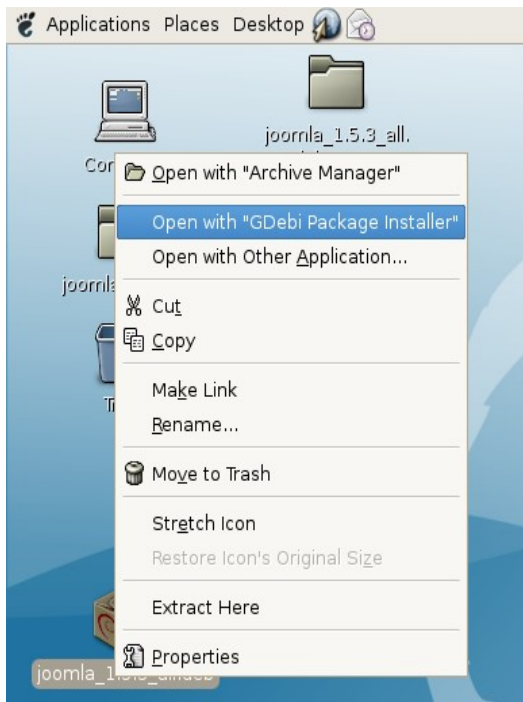 Applications Places Desktop
joomla_1.5.3_all.
Open with "Archive Manager"
Open with "GDebi Package Installer"
Open with Other Application...
Cut
Copy
Make Link
Rename...
Move to Trash
Stretch Icon
Restore Icon's Original Size
Extract Here
Properties